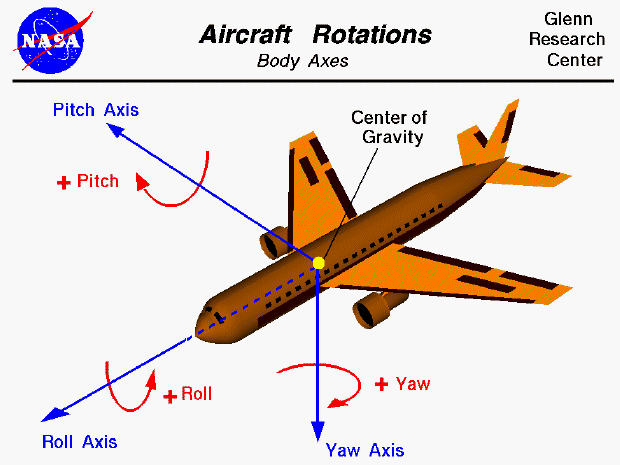 NASA
Aircraft Rotations
Body Axes
Glenn
Research
Center
Pitch Axis
Center of
Gravity
+ Pitch
+ Roll
+ Yaw
Roll Axis
Yaw Axis